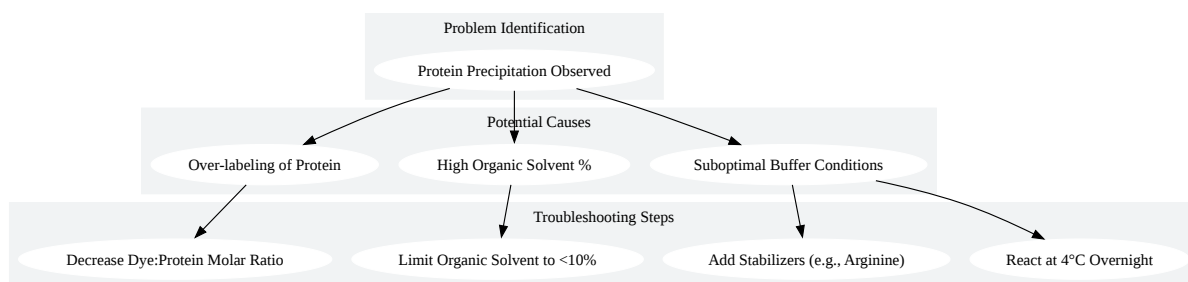 Problem Identification
Protein Precipitation Observed
Potential Causes
Over-labeling of Protein
High Organic Solvent %
Suboptimal Buffer Conditions
Troubleshooting Steps
Decrease Dye:Protein Molar Ratio
Limit Organic Solvent to <10%
Add Stabilizers (e.g., Arginine)
React at 4°C Overnight